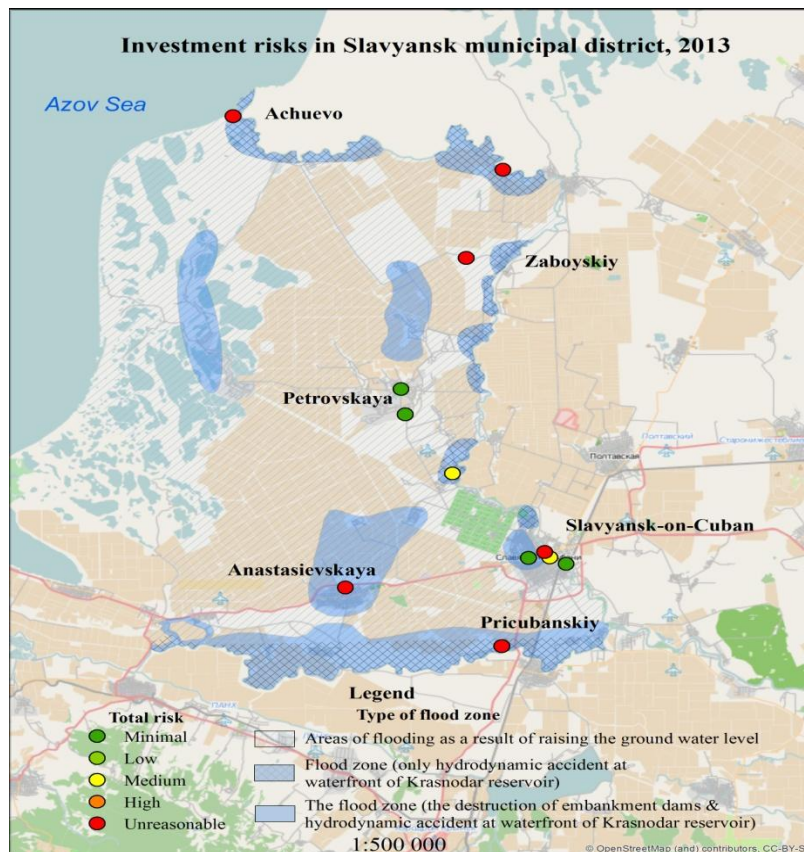 Investment risks in Slavyansk municipal district, 2013
Azov Sea
Achuevo
Zaboyskiy
Petrovskaya
Полтавский
Полтавская
Slavyansk-on-Cuban
Anastasievskaya
Pricubanskiy
Legend
Total risk
Minimal
Low
Medium
High
Unreasonable
Type of flood zone
Areas of flooding as a result of raising the ground water level
Flood zone (only hydrodynamic accident at
waterfront of Krasnodar reservoir)
The flood zone (the destruction of embankment dams &
hydrodynamic accident at waterfront of Krasnodar reservoir)
1:500 000
© OpenStreetMap (and) contributors, CC-BY-S